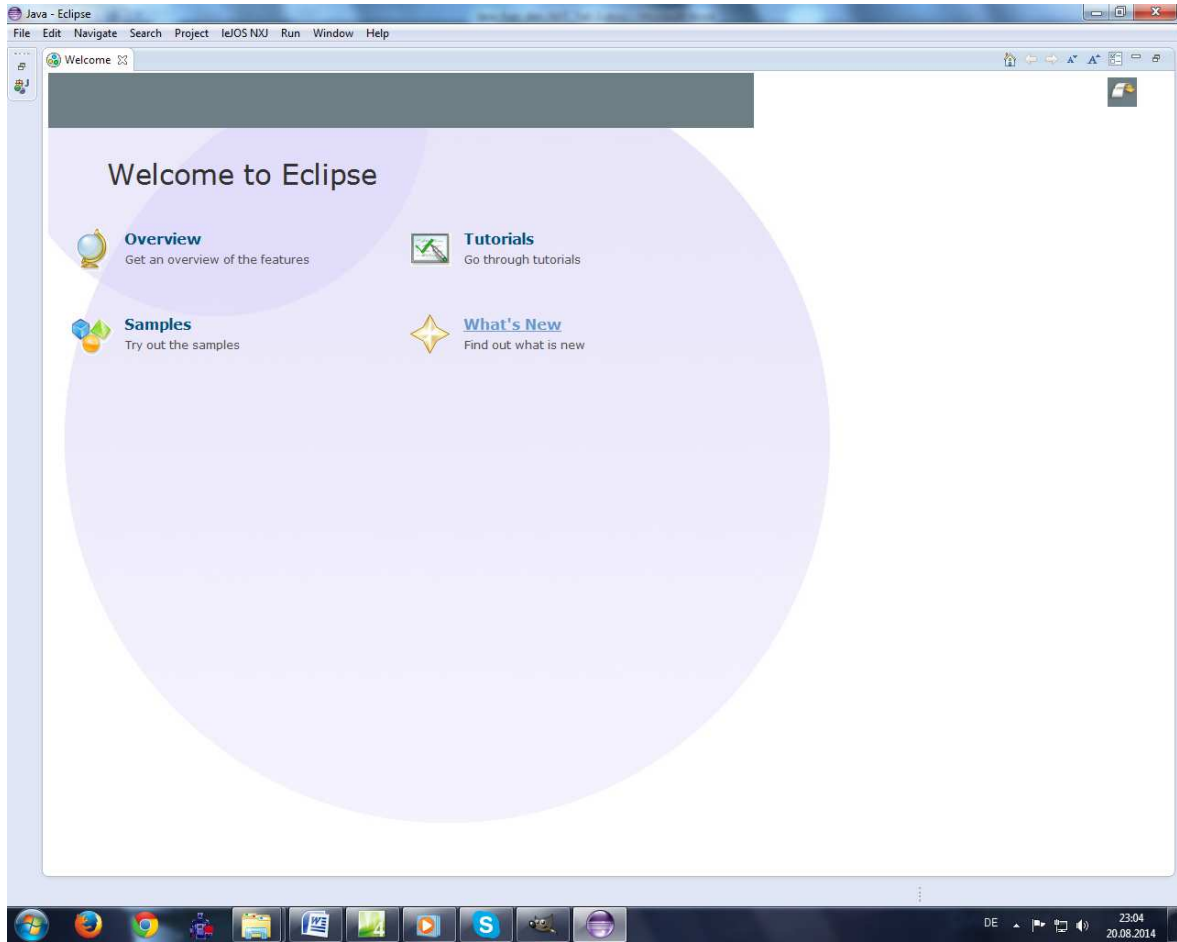 Java - Eclipse
File Edit Navigate Search Project leJOS NXJ Run Window Help
Welcome
Welcome to Eclipse
Overview
Get an overview of the features
Tutorials
Go through tutorials
Samples
Try out the samples
What's New
Find out what is new
DE
23:04
20.08.2014